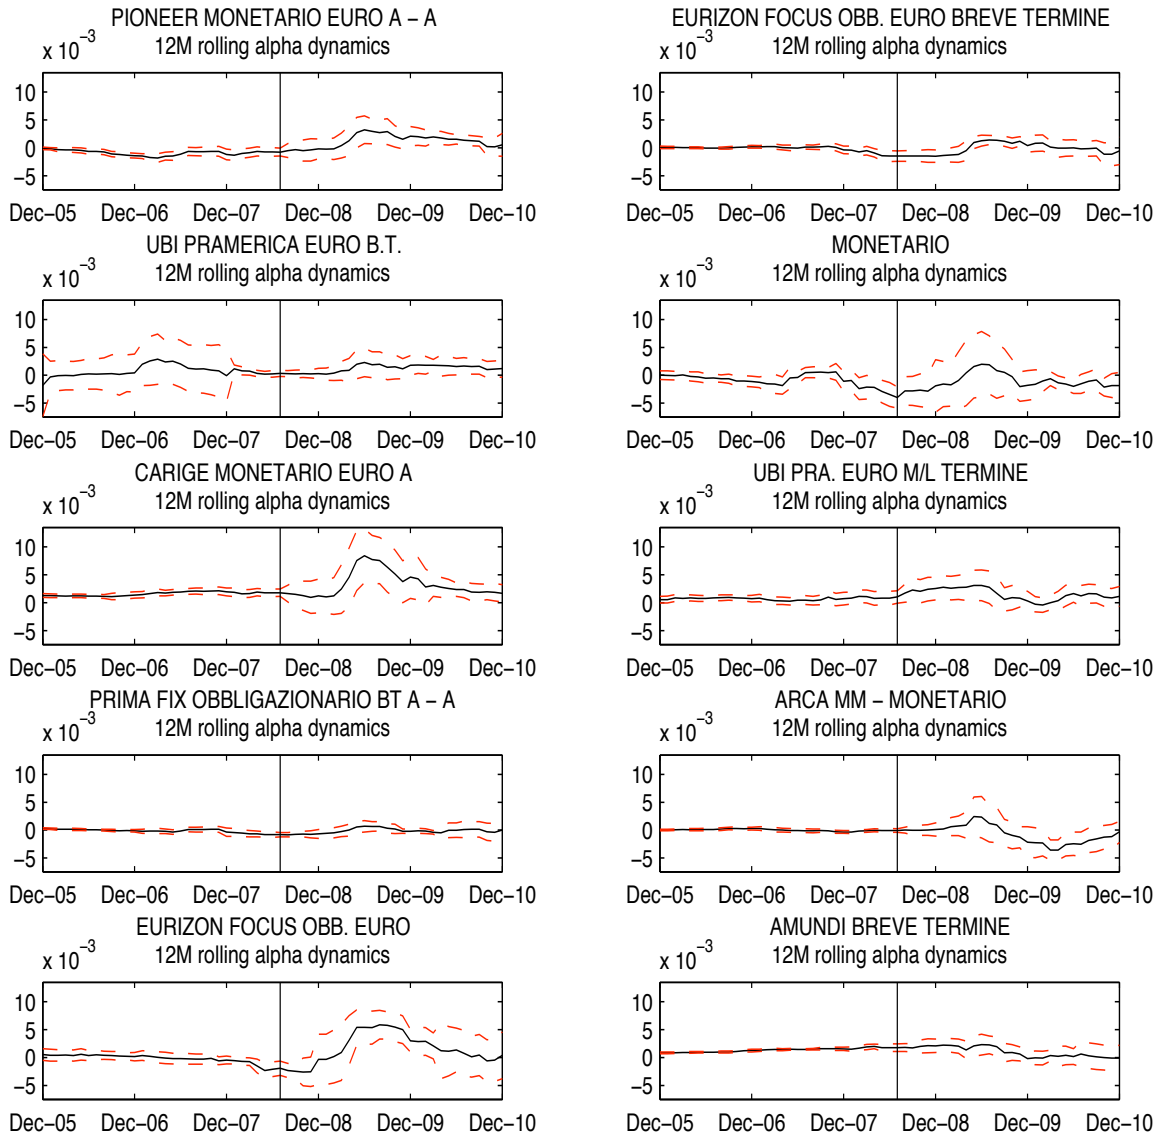 PIONEER MONETARIO EURO A − A
x 10⁻³ 12M rolling alpha dynamics
10
5
0
−5
Dec−05 Dec−06 Dec−07 Dec−08 Dec−09 Dec−10
EURIZON FOCUS OBB. EURO BREVE TERMINE
x 10⁻³ 12M rolling alpha dynamics
10
5
0
−5
Dec−05 Dec−06 Dec−07 Dec−08 Dec−09 Dec−10
UBI PRAMERICA EURO B.T.
x 10⁻³ 12M rolling alpha dynamics
10
5
0
−5
Dec−05 Dec−06 Dec−07 Dec−08 Dec−09 Dec−10
MONETARIO
x 10⁻³ 12M rolling alpha dynamics
10
5
0
−5
Dec−05 Dec−06 Dec−07 Dec−08 Dec−09 Dec−10
CARIGE MONETARIO EURO A
x 10⁻³ 12M rolling alpha dynamics
10
5
0
−5
Dec−05 Dec−06 Dec−07 Dec−08 Dec−09 Dec−10
UBI PRA. EURO M/L TERMINE
x 10⁻³ 12M rolling alpha dynamics
10
5
0
−5
Dec−05 Dec−06 Dec−07 Dec−08 Dec−09 Dec−10
PRIMA FIX OBBLIGAZIONARIO BT A − A
x 10⁻³ 12M rolling alpha dynamics
10
5
0
−5
Dec−05 Dec−06 Dec−07 Dec−08 Dec−09 Dec−10
ARCA MM − MONETARIO
x 10⁻³ 12M rolling alpha dynamics
10
5
0
−5
Dec−05 Dec−06 Dec−07 Dec−08 Dec−09 Dec−10
EURIZON FOCUS OBB. EURO
x 10⁻³ 12M rolling alpha dynamics
10
5
0
−5
Dec−05 Dec−06 Dec−07 Dec−08 Dec−09 Dec−10
AMUNDI BREVE TERMINE
x 10⁻³ 12M rolling alpha dynamics
10
5
0
−5
Dec−05 Dec−06 Dec−07 Dec−08 Dec−09 Dec−10